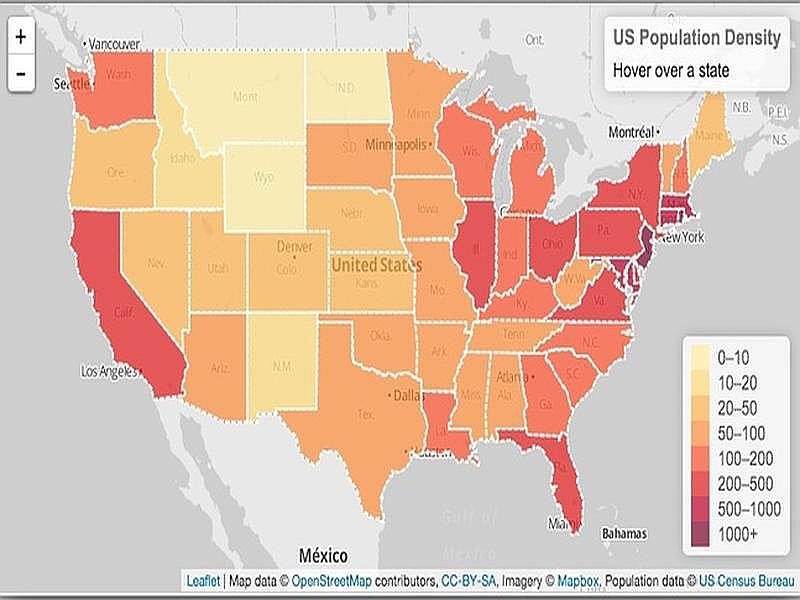 +
-
US Population Density
Hover over a state
Vancouver
Seattle
Wash.
Mont
N.D.
Minn.
Ont.
N.B.
P.E.I.
N.S.
Montréal
Maine
Ore.
Idaho
Wyo.
S.D.
Minneapolis
Wis.
Mich
N.Y.
N.H.
Mass
New York
Nev.
Utah
Denver
Colo.
Nebr.
Iowa
Chicago
Ill.
Ind.
Ohio
Pa.
Calif.
United States
Kans.
Mo.
Ky.
W.Va.
Va.
Los Angeles
Ariz.
N.M.
Okla.
Ark.
Tenn.
N.C.
S.C.
Atlanta
Dallas
Tex.
La.
Miss.
Ala.
Ga.
Houston
Fla.
Miami
Bahamas
Gulf of
Mexico
México
0–10
10–20
20–50
50–100
100–200
200–500
500–1000
1000+
Leaflet | Map data © OpenStreetMap contributors, CC-BY-SA, Imagery © Mapbox, Population data © US Census Bureau